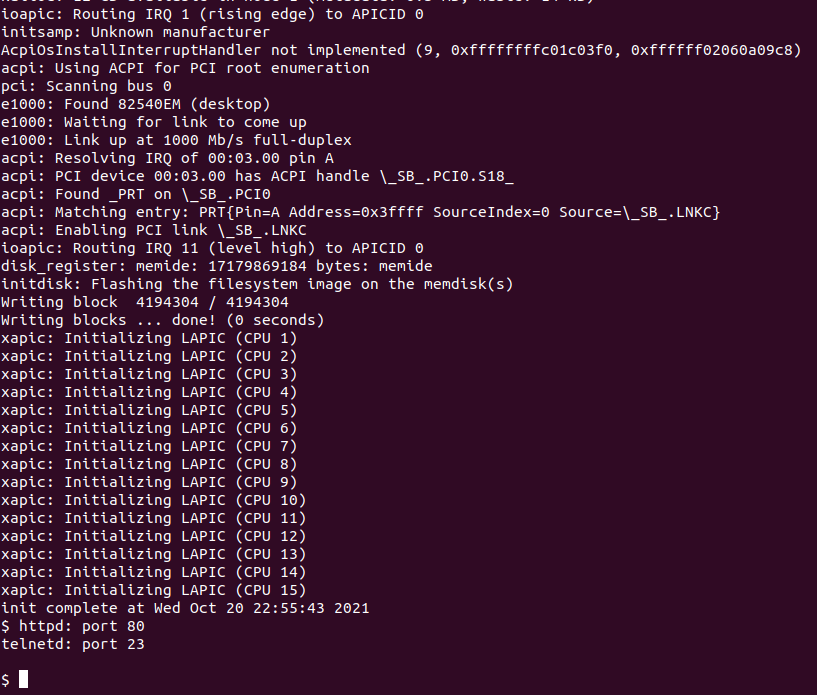 ioapic: Routing IRQ 1 (rising edge) to APICID 0
initsamp: Unknown manufacturer
AcpiOsInstallInterruptHandler not implemented (9, 0xffffffffc01c03f0, 0xffffff02060a09c8)
acpi: Using ACPI for PCI root enumeration
pci: Scanning bus 0
e1000: Found 82540EM (desktop)
e1000: Waiting for link to come up
e1000: Link up at 1000 Mb/s full-duplex
acpi: Resolving IRQ of 00:03.00 pin A
acpi: PCI device 00:03.00 has ACPI handle \_SB_.PCI0.S18_
acpi: Found _PRT on \_SB_.PCI0
acpi: Matching entry: PRT{Pin=A Address=0x3ffff SourceIndex=0 Source=\_SB_.LNKC}
acpi: Enabling PCI link \_SB_.LNKC
ioapic: Routing IRQ 11 (level high) to APICID 0
disk_register: memide: 17179869184 bytes: memide
initdisk: Flashing the filesystem image on the memdisk(s)
Writing block  4194304 / 4194304
Writing blocks ... done! (0 seconds)
xapic: Initializing LAPIC (CPU 1)
xapic: Initializing LAPIC (CPU 2)
xapic: Initializing LAPIC (CPU 3)
xapic: Initializing LAPIC (CPU 4)
xapic: Initializing LAPIC (CPU 5)
xapic: Initializing LAPIC (CPU 6)
xapic: Initializing LAPIC (CPU 7)
xapic: Initializing LAPIC (CPU 8)
xapic: Initializing LAPIC (CPU 9)
xapic: Initializing LAPIC (CPU 10)
xapic: Initializing LAPIC (CPU 11)
xapic: Initializing LAPIC (CPU 12)
xapic: Initializing LAPIC (CPU 13)
xapic: Initializing LAPIC (CPU 14)
xapic: Initializing LAPIC (CPU 15)
init complete at Wed Oct 20 22:55:43 2021
$ httpd: port 80
telnetd: port 23
$